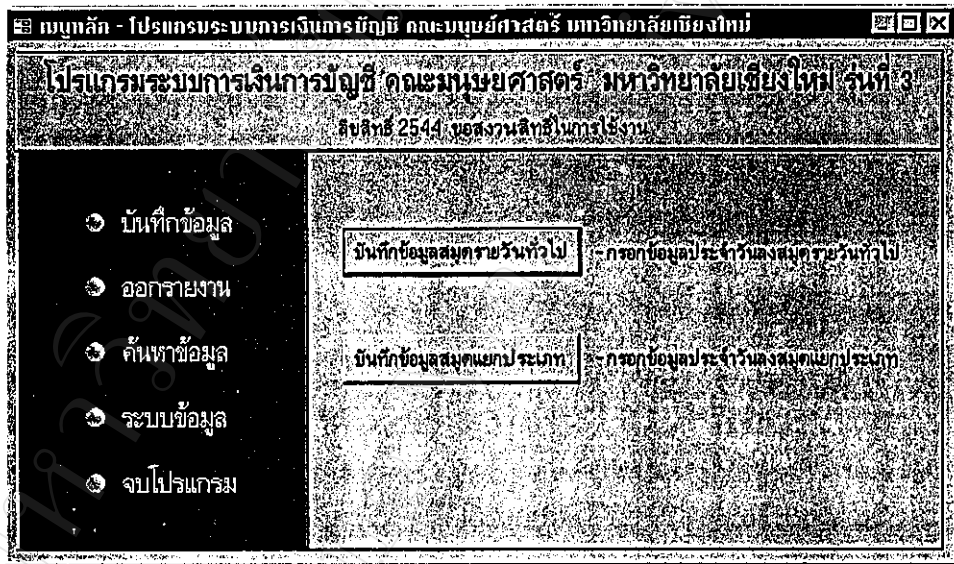 เมนูหลัก - โปรแกรมระบบการเงินการบัญชี คณะมนุษย์ศาสตร์ มหาวิทยาลัยเชียงใหม่
โปรแกรมระบบการเงินการบัญชี คณะมนุษยศาสตร์ มหาวิทยาลัยเชียงใหม่ รุ่นที่ 3
ลิขสิทธิ์ 2544 ขอสงวนสิทธิ์ในการใช้งาน
บันทึกข้อมูล
ออกรายงาน
ค้นหาข้อมูล
ระบบข้อมูล
จบโปรแกรม
บันทึกข้อมูลสมุดรายวันทั่วไป
-กรอกข้อมูลประจำวันลงสมุดรายวันทั่วไป
บันทึกข้อมูลสมุดแยกประเภท
-กรอกข้อมูลประจำวันลงสมุดแยกประเภท